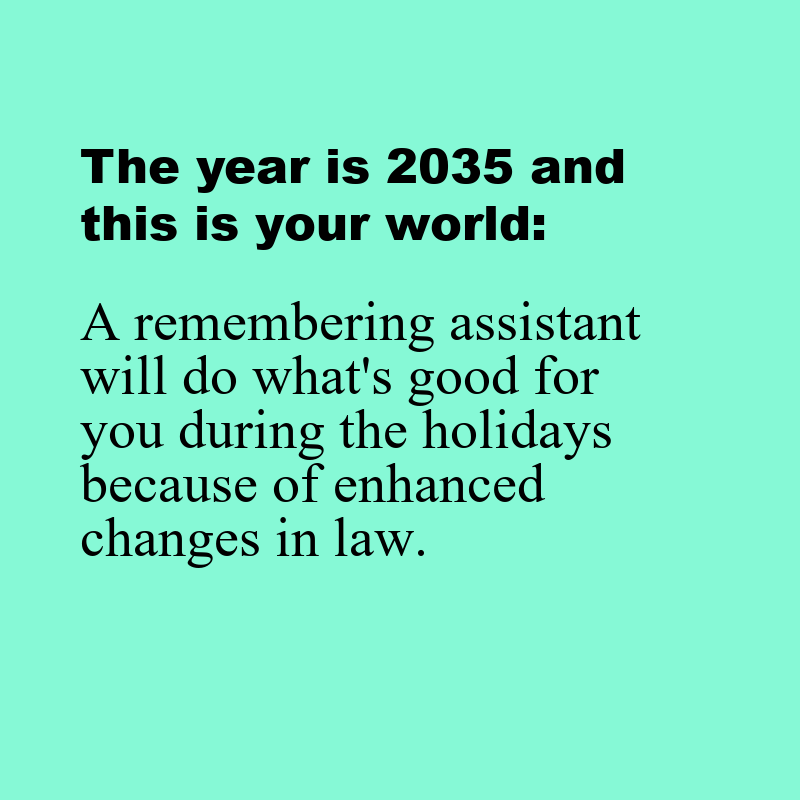 The year is 2035 and
this is your world:
A remembering assistant
will do what's good for
you during the holidays
because of enhanced
changes in law.